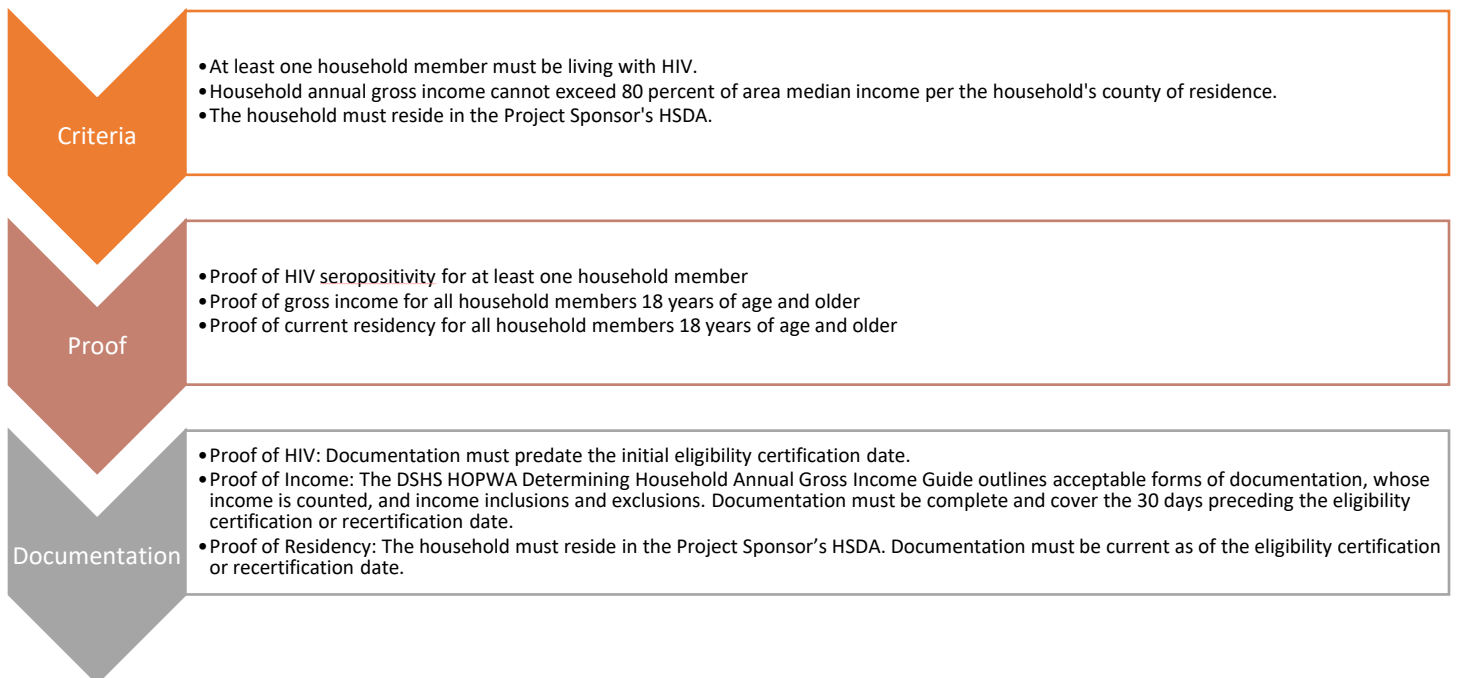 Criteria
•At least one household member must be living with HIV.
•Household annual gross income cannot exceed 80 percent of area median income per the household's county of residence.
•The household must reside in the Project Sponsor's HSDA.
Proof
•Proof of HIV seropositivity for at least one household member
•Proof of gross income for all household members 18 years of age and older
•Proof of current residency for all household members 18 years of age and older
Documentation
•Proof of HIV: Documentation must predate the initial eligibility certification date.
•Proof of Income: The DSHS HOPWA Determining Household Annual Gross Income Guide outlines acceptable forms of documentation, whose
income is counted, and income inclusions and exclusions. Documentation must be complete and cover the 30 days preceding the eligibility
certification or recertification date.
•Proof of Residency: The household must reside in the Project Sponsor’s HSDA. Documentation must be current as of the eligibility certification
or recertification date.